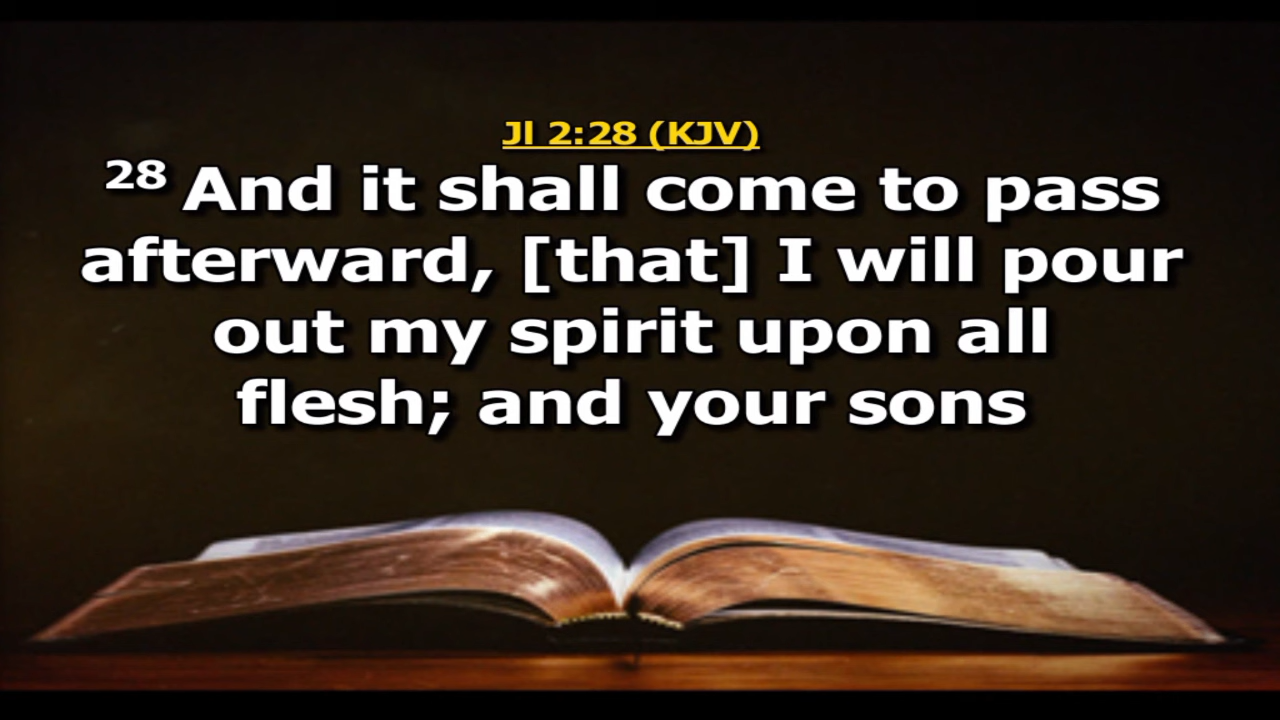 Jl 2:28 (KJV)
28 And it shall come to pass
afterward, [that] I will pour
out my spirit upon all
flesh; and your sons